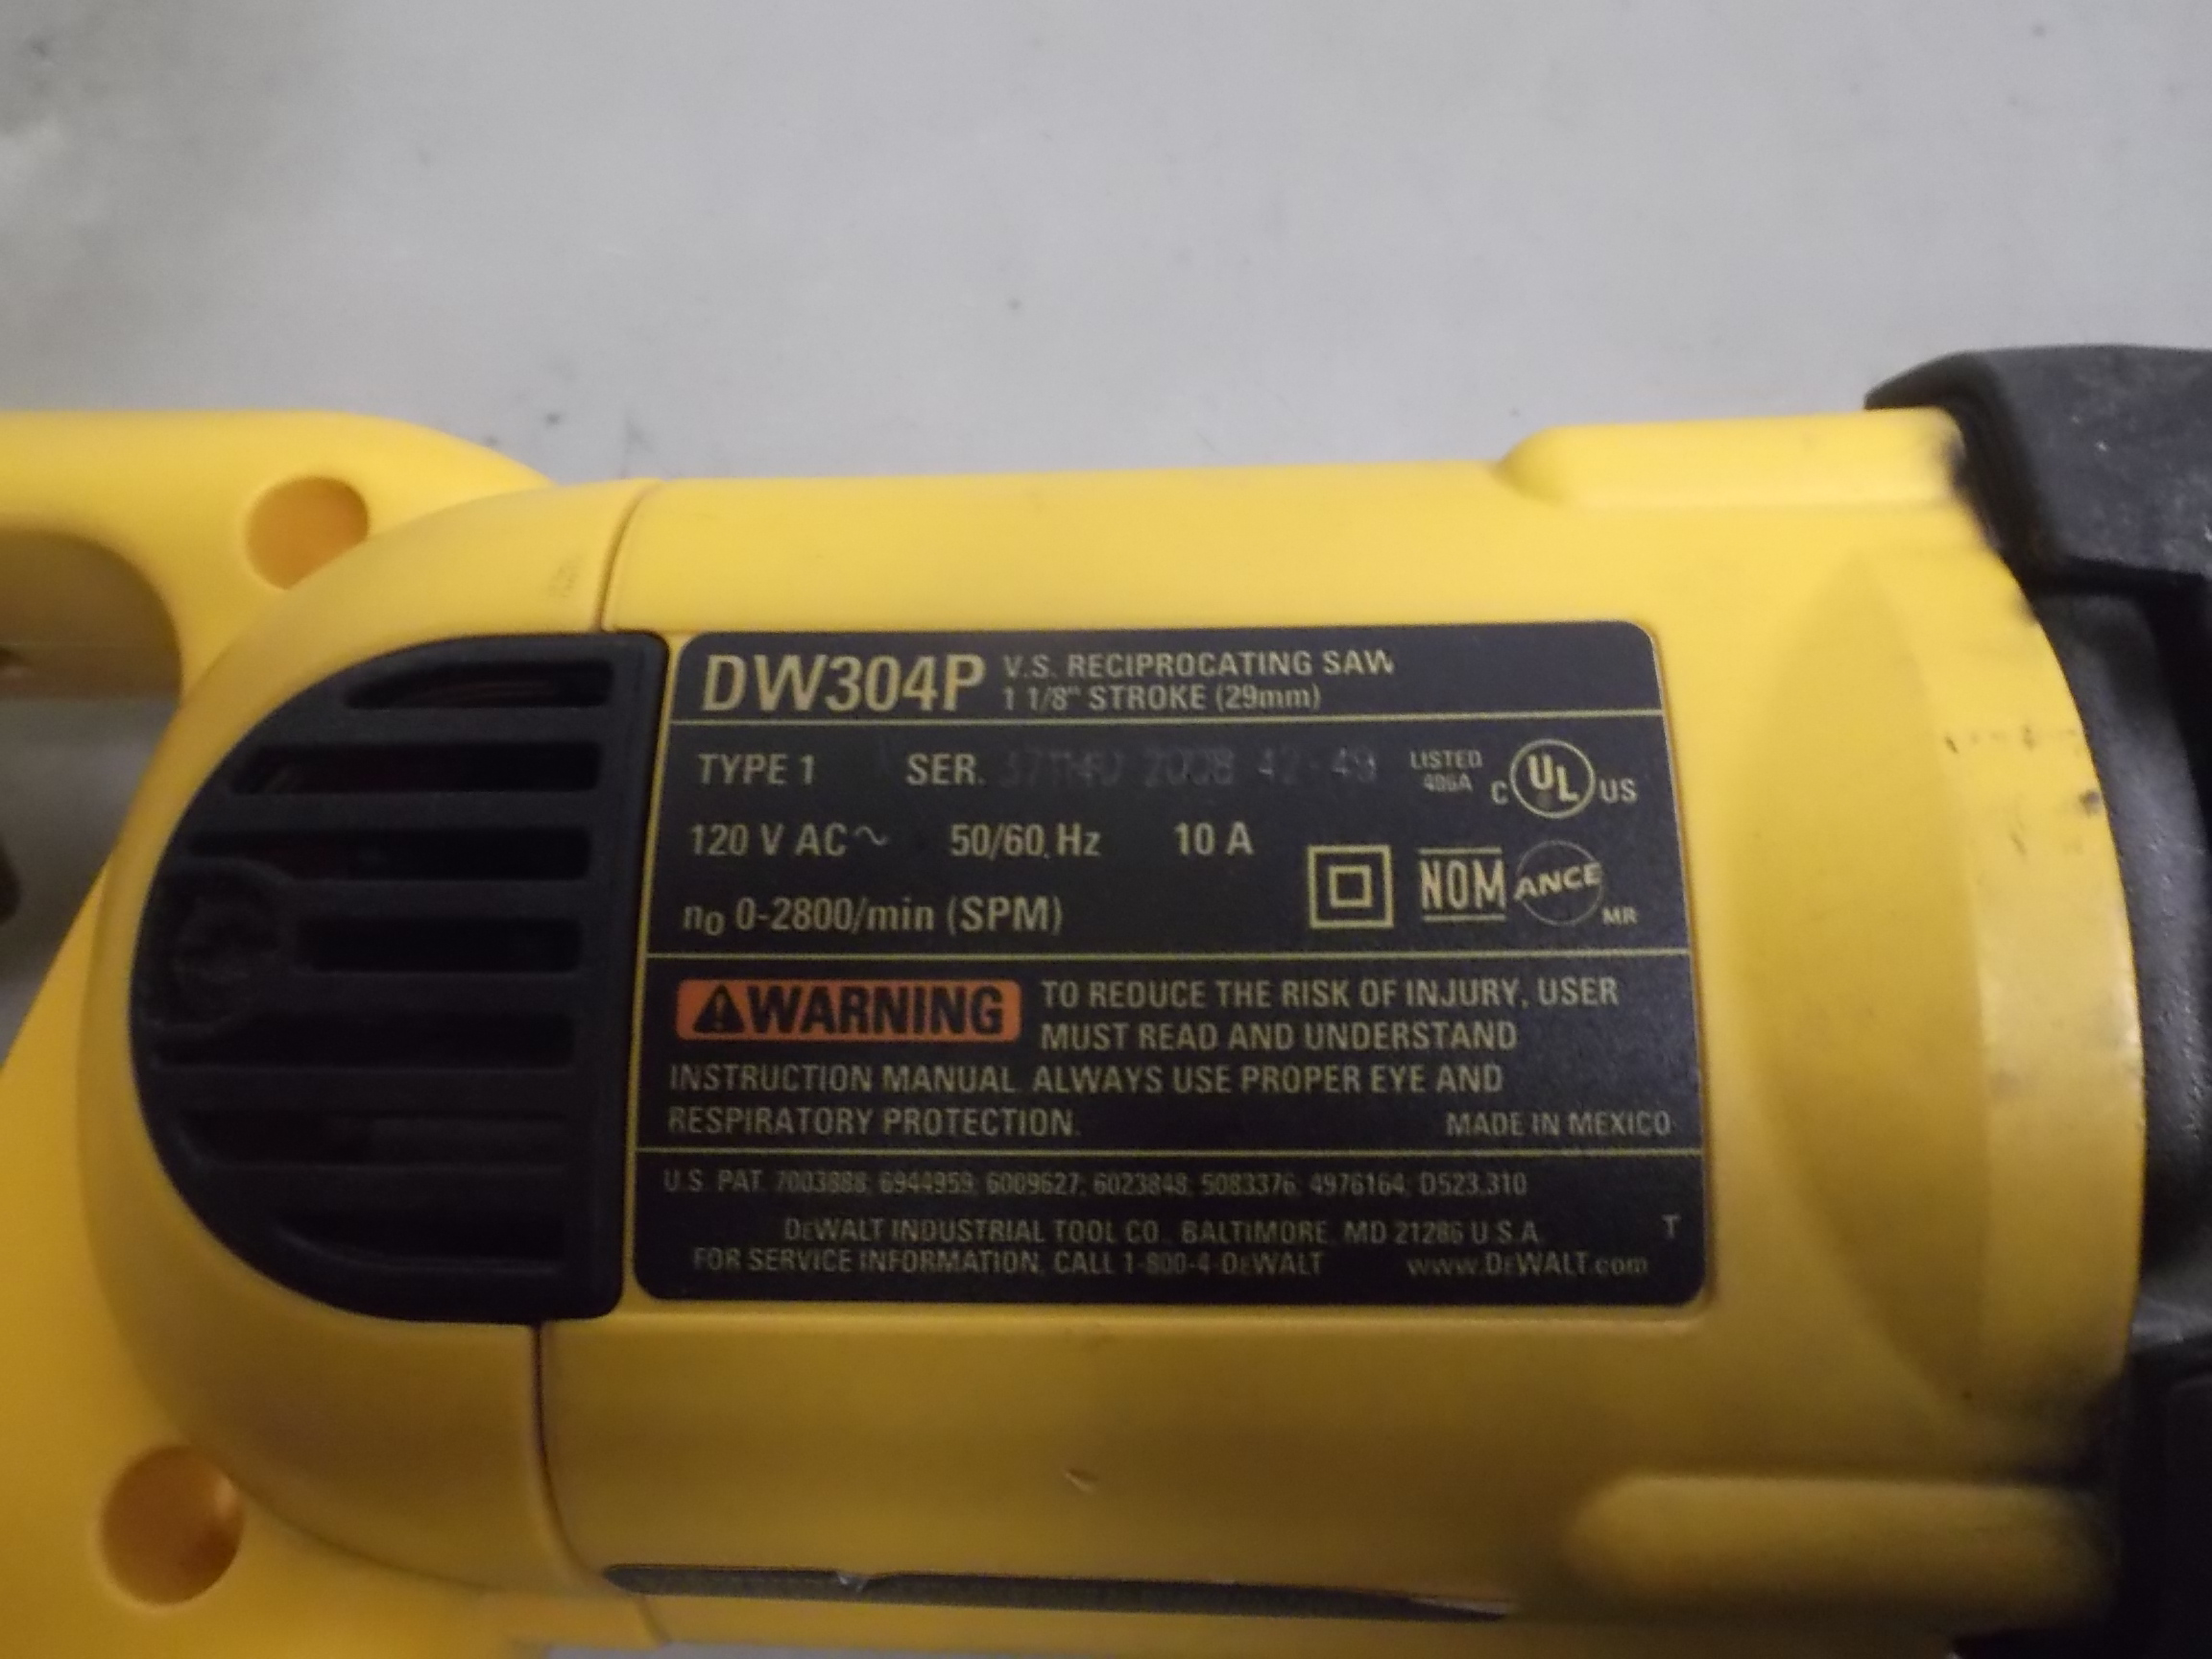 DW304P V.S. RECIPROCATING SAW
1 1/8" STROKE (29mm)
TYPE 1 SER. 2008 42-49 LISTED
C UL US
120 V AC~ 50/60 Hz 10 A
NOM ANCE MR
n0 0-2800/min (SPM)
WARNING TO REDUCE THE RISK OF INJURY, USER
MUST READ AND UNDERSTAND
INSTRUCTION MANUAL. ALWAYS USE PROPER EYE AND
RESPIRATORY PROTECTION. MADE IN MEXICO
U.S. PAT. 7003888; 6944959; 6009627; 6023848; 5083376; 4976164; D523,310
DEWALT INDUSTRIAL TOOL CO., BALTIMORE, MD 21286 U.S.A. T
FOR SERVICE INFORMATION, CALL 1-800-4-DEWALT www.DEWALT.com